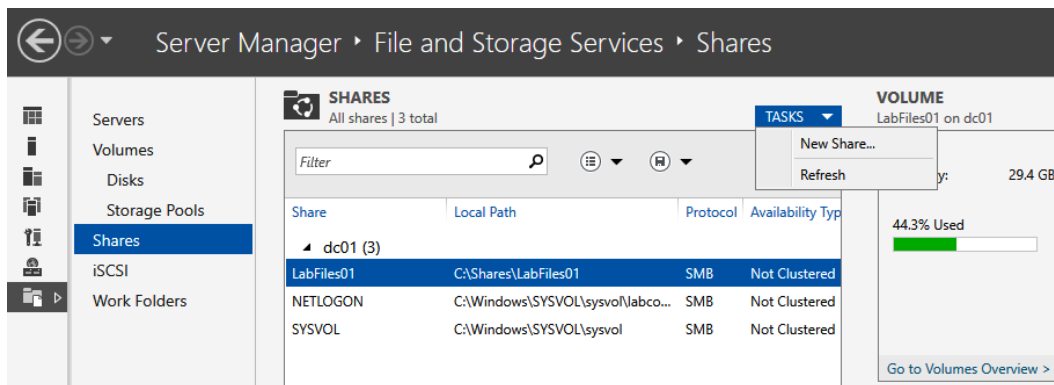 Server Manager ‣ File and Storage Services ‣ Shares
Servers
Volumes
Disks
Storage Pools
Shares
iSCSI
Work Folders
SHARES
All shares | 3 total
TASKS
New Share...
Refresh
Filter
Share Local Path Protocol Availability Typ
dc01 (3)
LabFiles01 C:\Shares\LabFiles01 SMB Not Clustered
NETLOGON C:\Windows\SYSVOL\sysvol\labco... SMB Not Clustered
SYSVOL C:\Windows\SYSVOL\sysvol SMB Not Clustered
VOLUME
LabFiles01 on dc01
y: 29.4 GB
44.3% Used
Go to Volumes Overview >